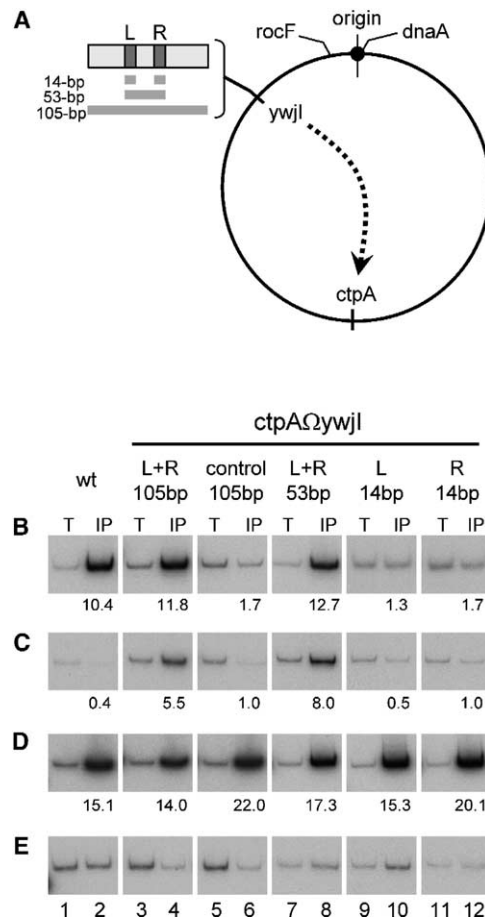 A
L R
14-bp
53-bp
105-bp
rocF
origin
dnaA
ywjI
ctpA
ctpAΩywjI
wt
L+R
105bp
control
105bp
L+R
53bp
L
14bp
R
14bp
T IP T IP T IP T IP T IP T IP
B
10.4 11.8 1.7 12.7 1.3 1.7
C
0.4 5.5 1.0 8.0 0.5 1.0
D
15.1 14.0 22.0 17.3 15.3 20.1
E
1 2 3 4 5 6 7 8 9 10 11 12